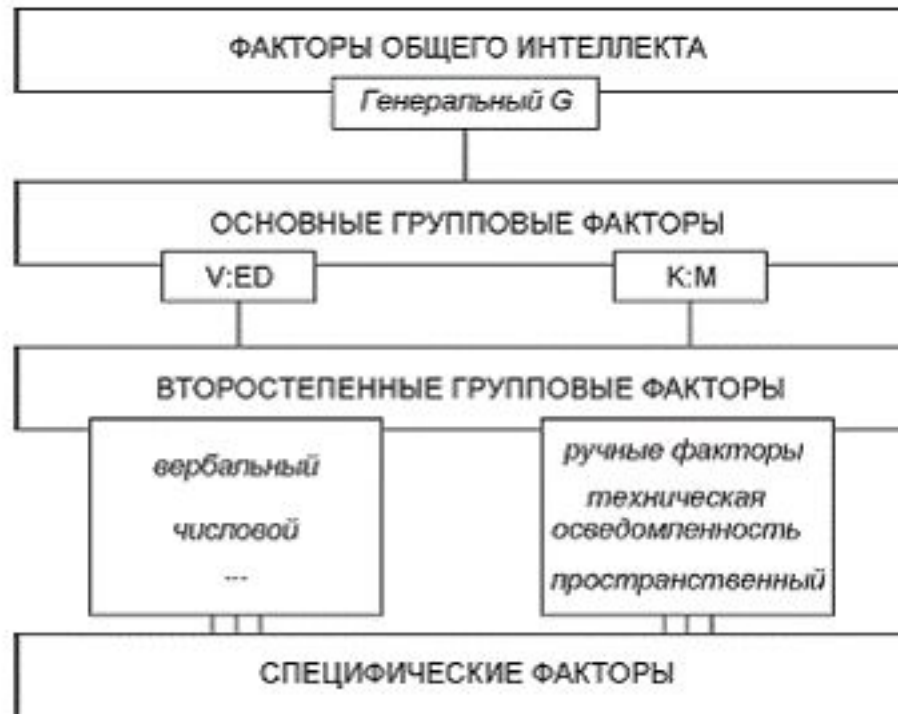 ФАКТОРЫ ОБЩЕГО ИНТЕЛЛЕКТА
Генеральный G
ОСНОВНЫЕ ГРУППОВЫЕ ФАКТОРЫ
V:ED
K:M
ВТОРОСТЕПЕННЫЕ ГРУППОВЫЕ ФАКТОРЫ
вербальный
числовой
---
ручные факторы
техническая
осведомленность
пространственный
СПЕЦИФИЧЕСКИЕ ФАКТОРЫ